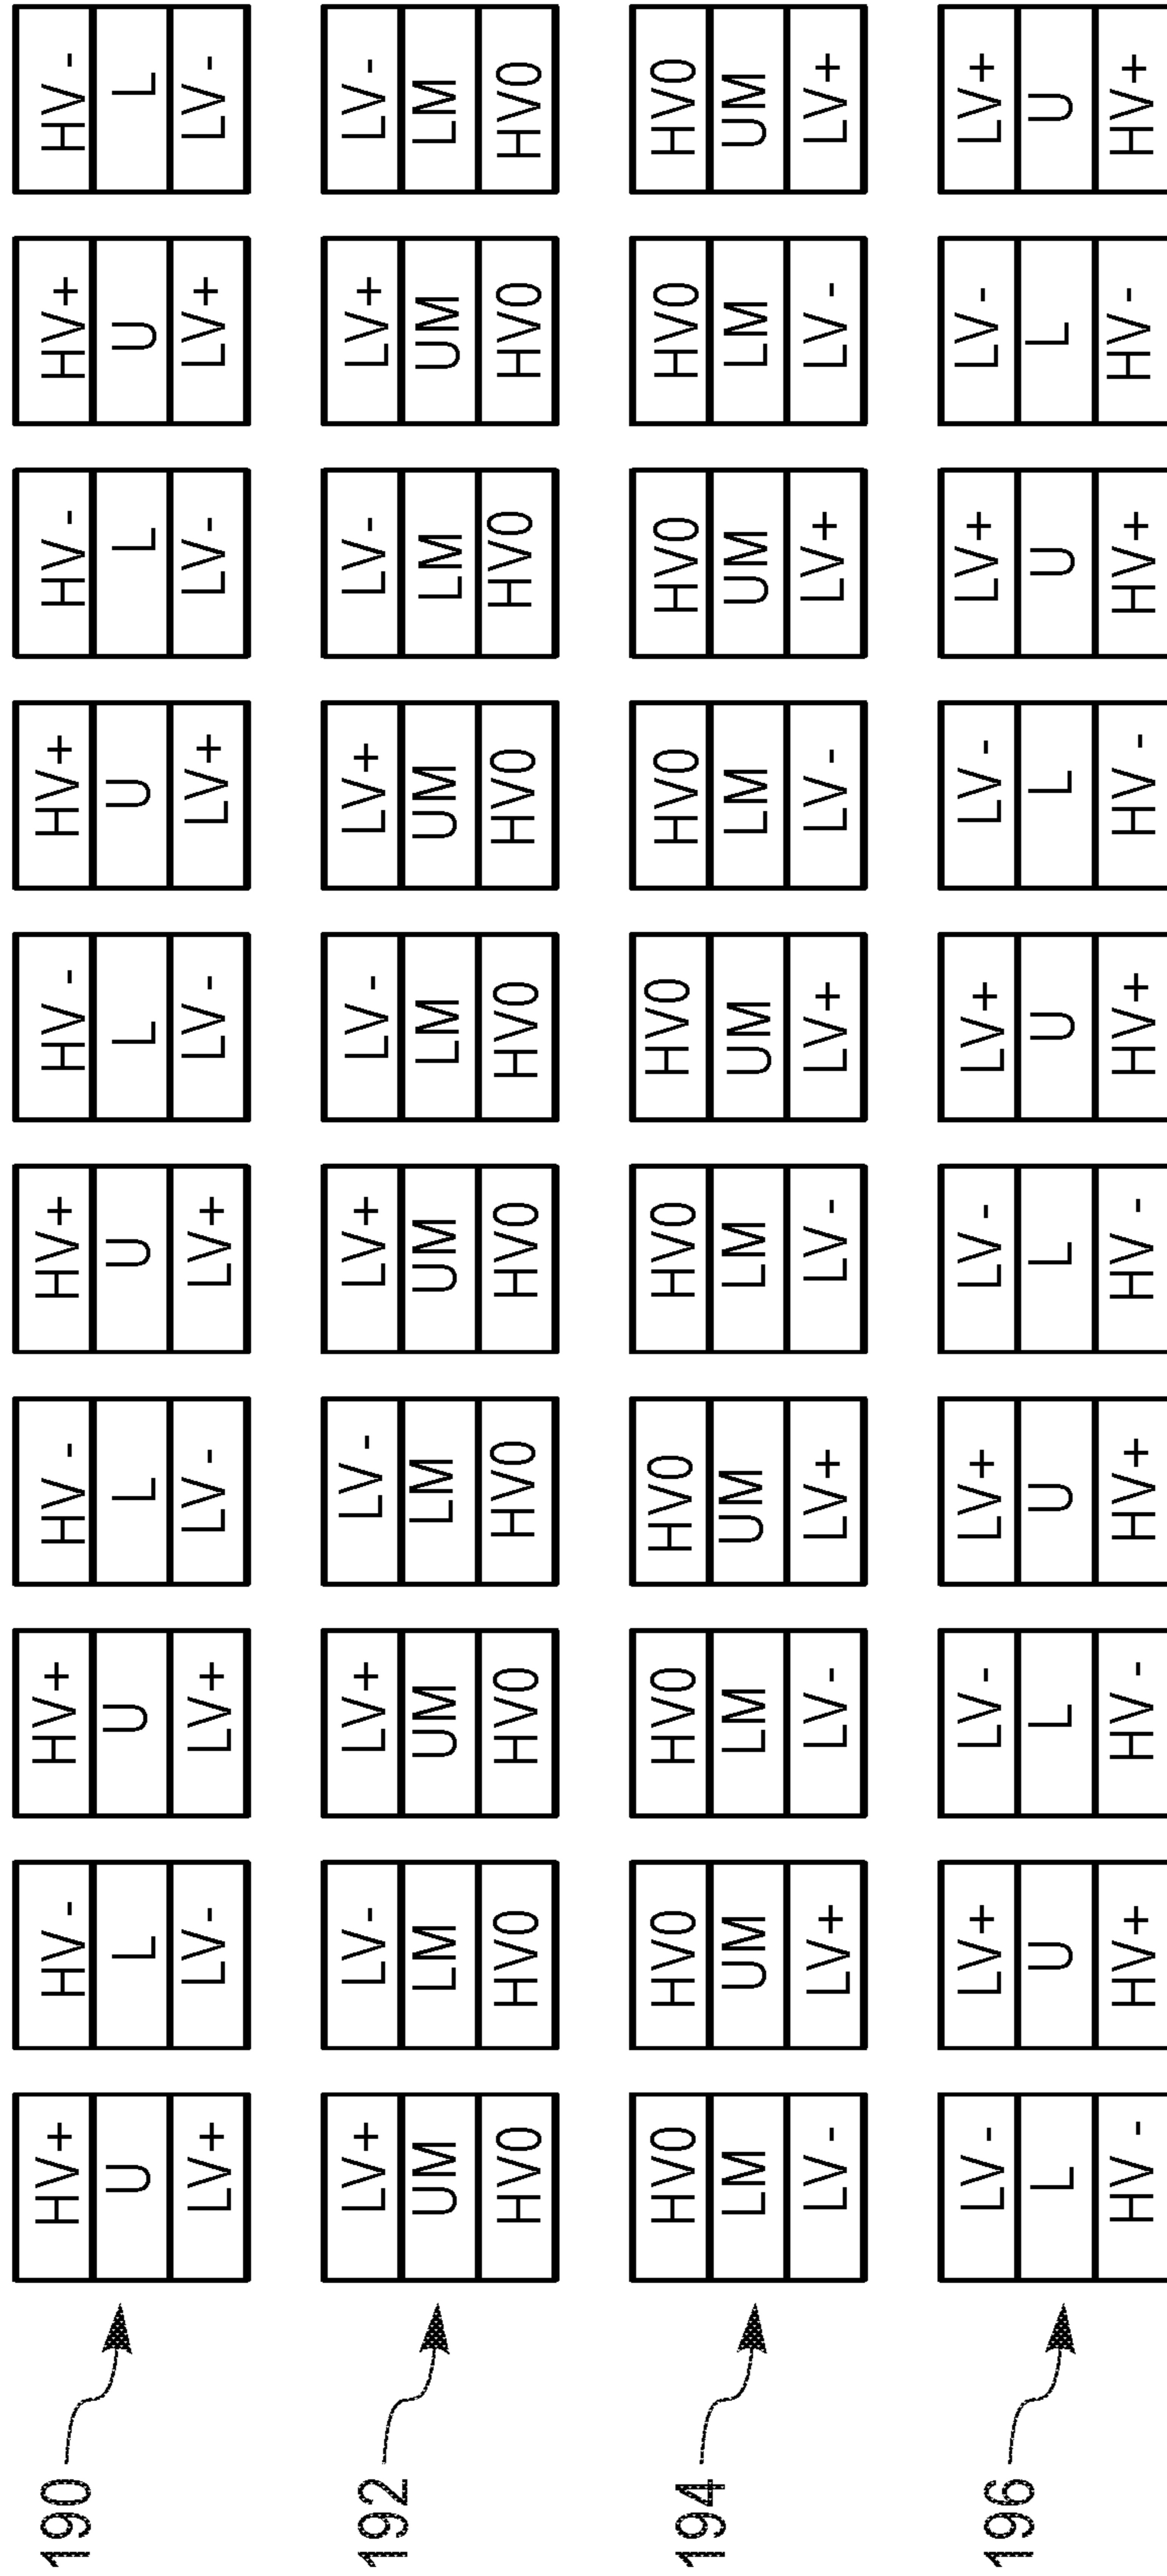 190 HV+ HV- HV+ HV- HV+ HV- HV+ HV- HV+ HV-
U L U L U L U L U L
LV+ LV- LV+ LV- LV+ LV- LV+ LV- LV+ LV-
192 LV+ LV- LV+ LV- LV+ LV- LV+ LV- LV+ LV-
UM LM UM LM UM LM UM LM UM LM
HV0 HV0 HV0 HV0 HV0 HV0 HV0 HV0 HV0 HV0
194 HV0 HV0 HV0 HV0 HV0 HV0 HV0 HV0 HV0 HV0
LM UM LM UM LM UM LM UM LM UM
LV- LV+ LV- LV+ LV- LV+ LV- LV+ LV- LV+
196 LV- LV+ LV- LV+ LV- LV+ LV- LV+ LV- LV+
L U L U L U L U L U
HV- HV+ HV- HV+ HV- HV+ HV- HV+ HV- HV+